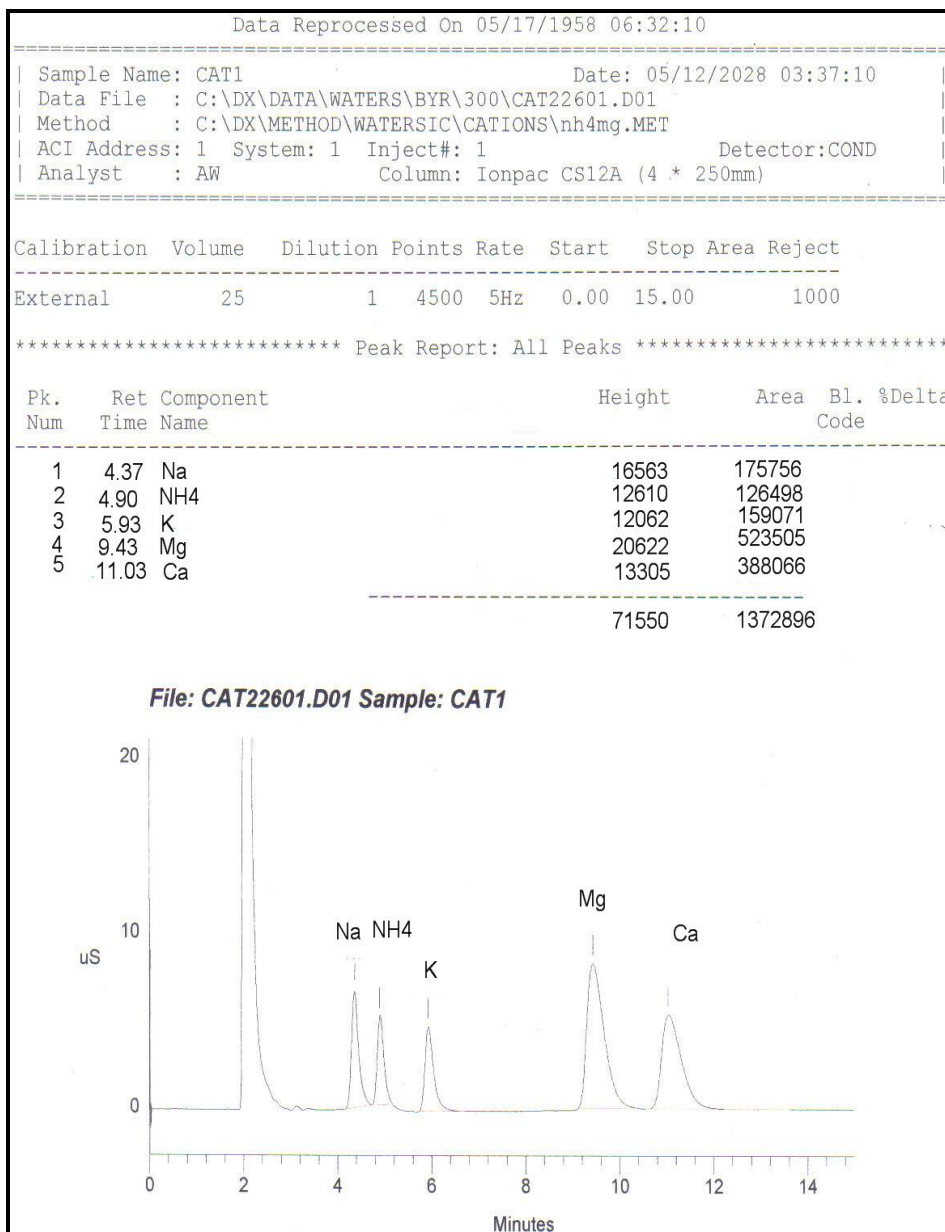 Data Reprocessed On 05/17/1958 06:32:10
==============================================================================
| Sample Name: CAT1 Date: 05/12/2028 03:37:10 |
| Data File : C:\DX\DATA\WATERS\BYR\300\CAT22601.D01 |
| Method : C:\DX\METHOD\WATERSIC\CATIONS\nh4mg.MET |
| ACI Address: 1 System: 1 Inject#: 1 Detector:COND |
| Analyst : AW Column: Ionpac CS12A (4 * 250mm) |
==============================================================================
Calibration Volume Dilution Points Rate Start Stop Area Reject
--------------------------------------------------------------------
External 25 1 4500 5Hz 0.00 15.00 1000
*************************** Peak Report: All Peaks **************************
Pk. Ret Component Height Area Bl. %Delta
Num Time Name Code
------------------------------------------------------------------------------
1 4.37 Na 16563 175756
2 4.90 NH4 12610 126498
3 5.93 K 12062 159071
4 9.43 Mg 20622 523505
5 11.03 Ca 13305 388066
------------------------------------
71550 1372896
File: CAT22601.D01 Sample: CAT1
20
Mg
10
Na NH4 Ca
uS
K
0
0 2 4 6 8 10 12 14
Minutes